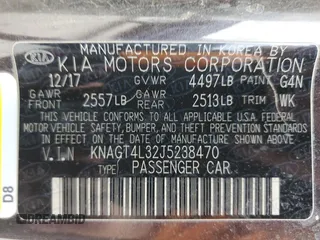 MANUFACTURED IN KOREA BY
KIA KIA MOTORS CORPORATION
12/17 GVWR 4497LB PAINT G4N
GAWR FRONT 2557LB GAWR REAR 2513LB TRIM WK
THIS VEHICLE CONFORMS TO ALL APPLICABLE
U.S. FEDERAL MOTOR VEHICLE SAFETY, BUMPER, AND
THEFT PREVENTION STANDARDS IN
EFFECT ON THE DATE OF MANUFACTURE SHOWN ABOVE.
V.I.N KNAGT4L32J5238470
TYPE: PASSENGER CAR
D8
DREAMBID